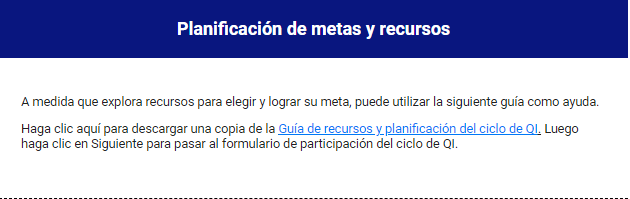 Planificación de metas y recursos
A medida que explora recursos para elegir y lograr su meta, puede utilizar la siguiente guía como ayuda.
Haga clic aquí para descargar una copia de la Guía de recursos y planificación del ciclo de QI. Luego
haga clic en Siguiente para pasar al formulario de participación del ciclo de QI.